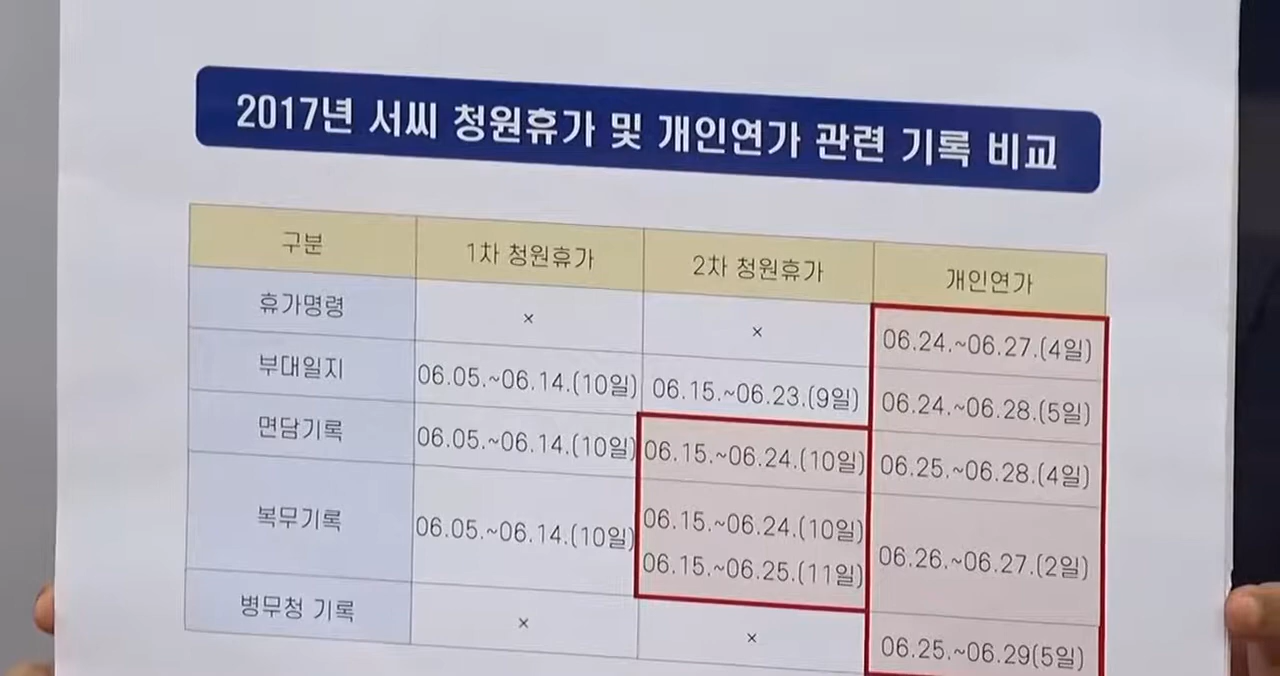 2017년 서씨 청원휴가 및 개인연가 관련 기록 비교
구분 1차 청원휴가 2차 청원휴가 개인연가
휴가명령 × × 06.24.~06.27.(4일)
부대일지 06.05.~06.14.(10일) 06.15.~06.23.(9일) 06.24.~06.28.(5일)
면담기록 06.05.~06.14.(10일) 06.15.~06.24.(10일) 06.25.~06.28.(4일)
복무기록 06.05.~06.14.(10일) 06.15.~06.24.(10일) 06.26.~06.27.(2일)
06.15.~06.25.(11일)
병무청 기록 × × 06.25.~06.29(5일)